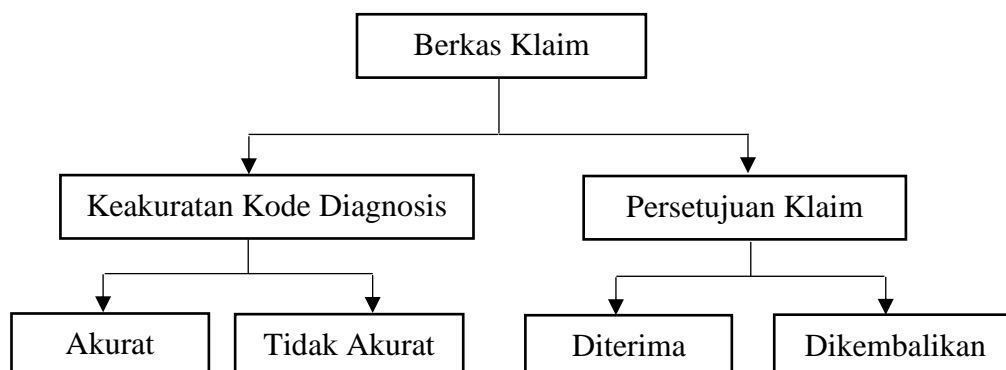 Berkas Klaim
Keakuratan Kode Diagnosis
Persetujuan Klaim
Akurat
Tidak Akurat
Diterima
Dikembalikan